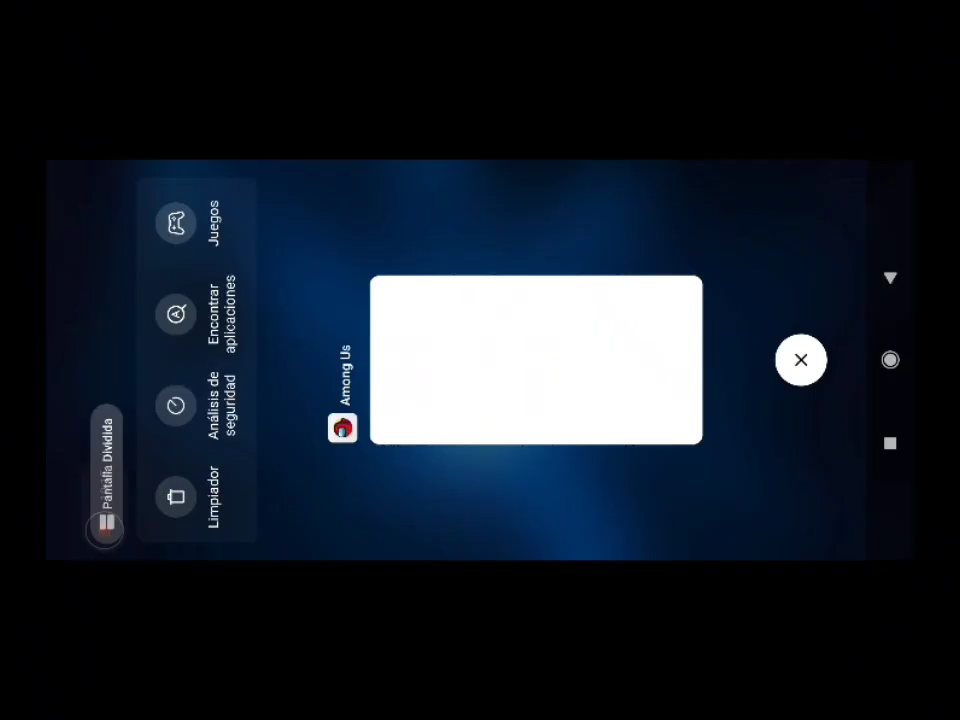 Pantalla Dividida
Limpiador
Análisis de
seguridad
Encontrar
aplicaciones
Juegos
Among Us